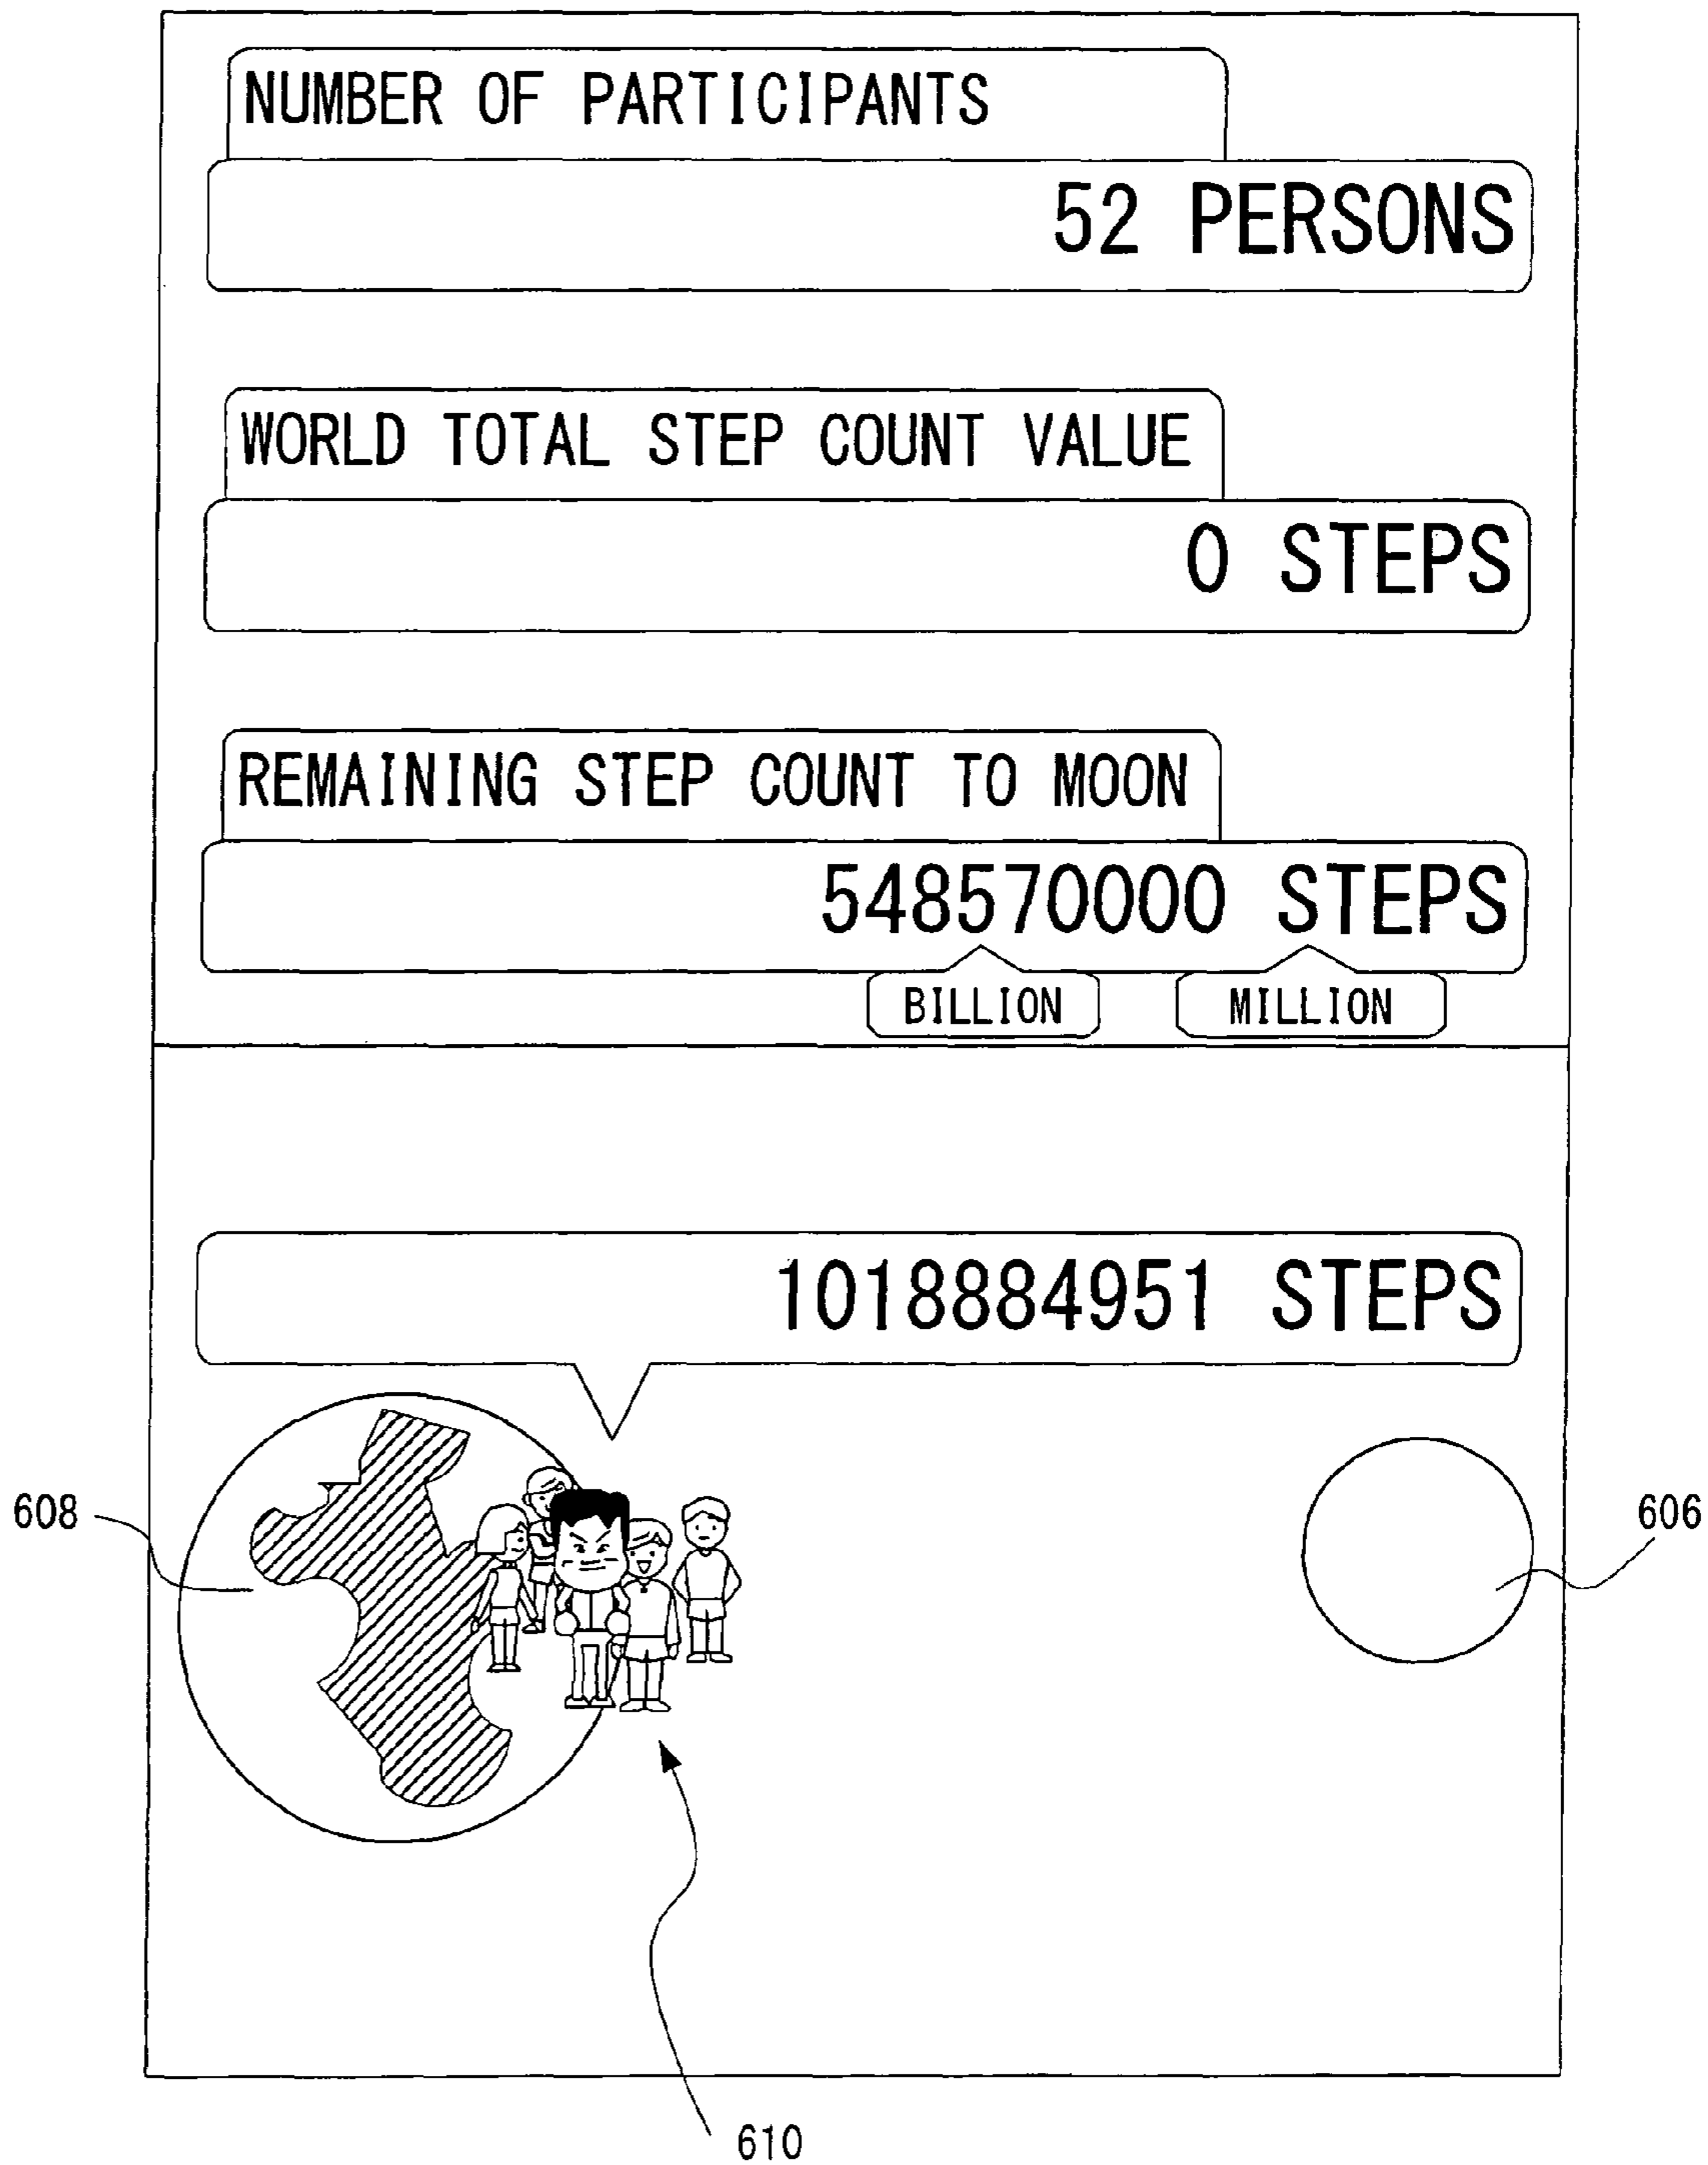 NUMBER OF PARTICIPANTS
52 PERSONS
WORLD TOTAL STEP COUNT VALUE
0 STEPS
REMAINING STEP COUNT TO MOON
548570000 STEPS
BILLION MILLION
1018884951 STEPS
608
606
610